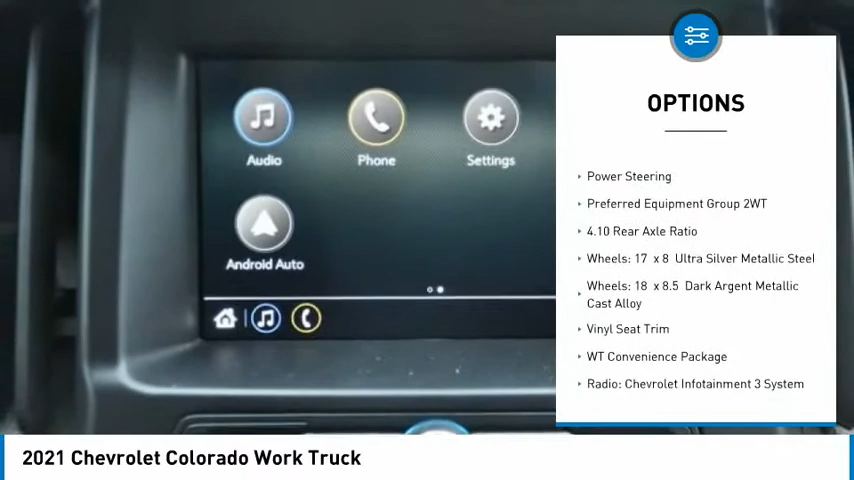 Audio
Phone
Settings
Android Auto
OPTIONS
Power Steering
Preferred Equipment Group 2WT
4.10 Rear Axle Ratio
Wheels: 17 x 8 Ultra Silver Metallic Steel
Wheels: 18 x 8.5 Dark Argent Metallic
Cast Alloy
Vinyl Seat Trim
WT Convenience Package
Radio: Chevrolet Infotainment 3 System
2021 Chevrolet Colorado Work Truck